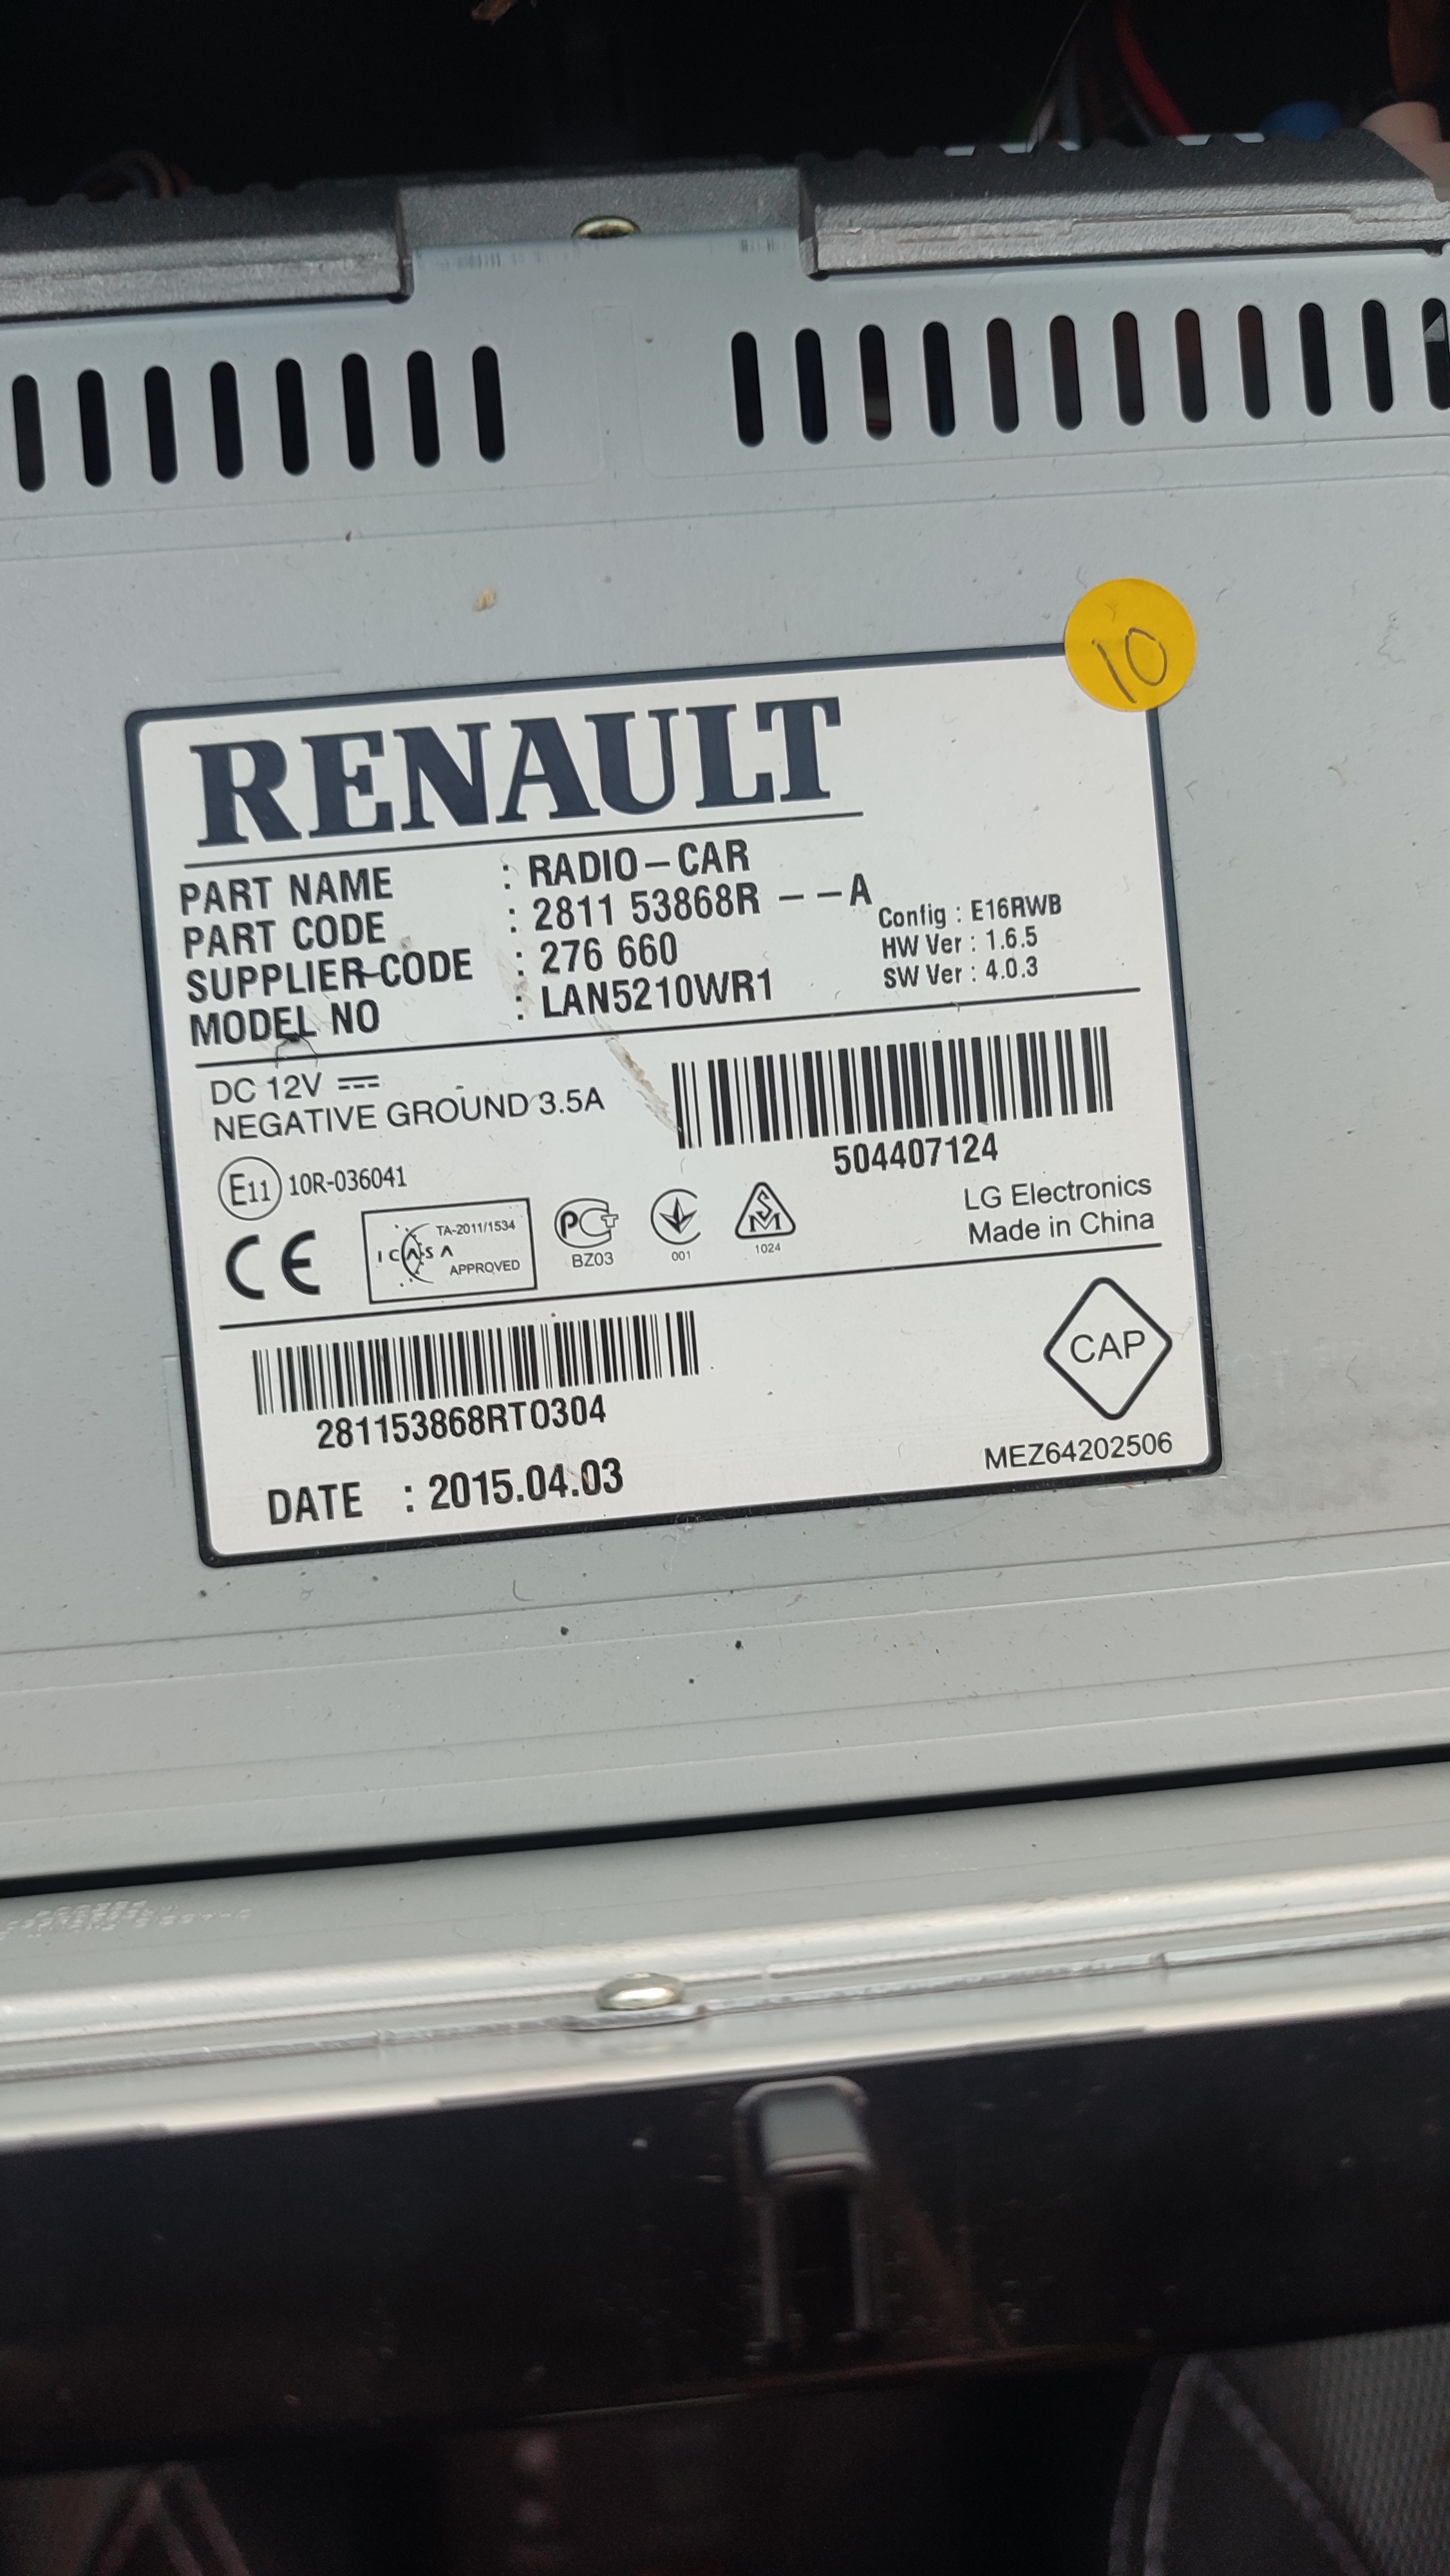 10
RENAULT
PART NAME : RADIO-CAR
PART CODE : 2811 53868R --A
SUPPLIER-CODE : 276 660
MODEL NO : LAN5210WR1
Config : E16RWB
HW Ver : 1.6.5
SW Ver : 4.0.3
DC 12V
NEGATIVE GROUND 3.5A
504407124
E11 10R-036041
LG Electronics
Made in China
CE
ICASA
TA-2011/1534
APPROVED
PCT
BZ03
001
SM
1024
281153868RT0304
CAP
DATE : 2015.04.03
MEZ64202506